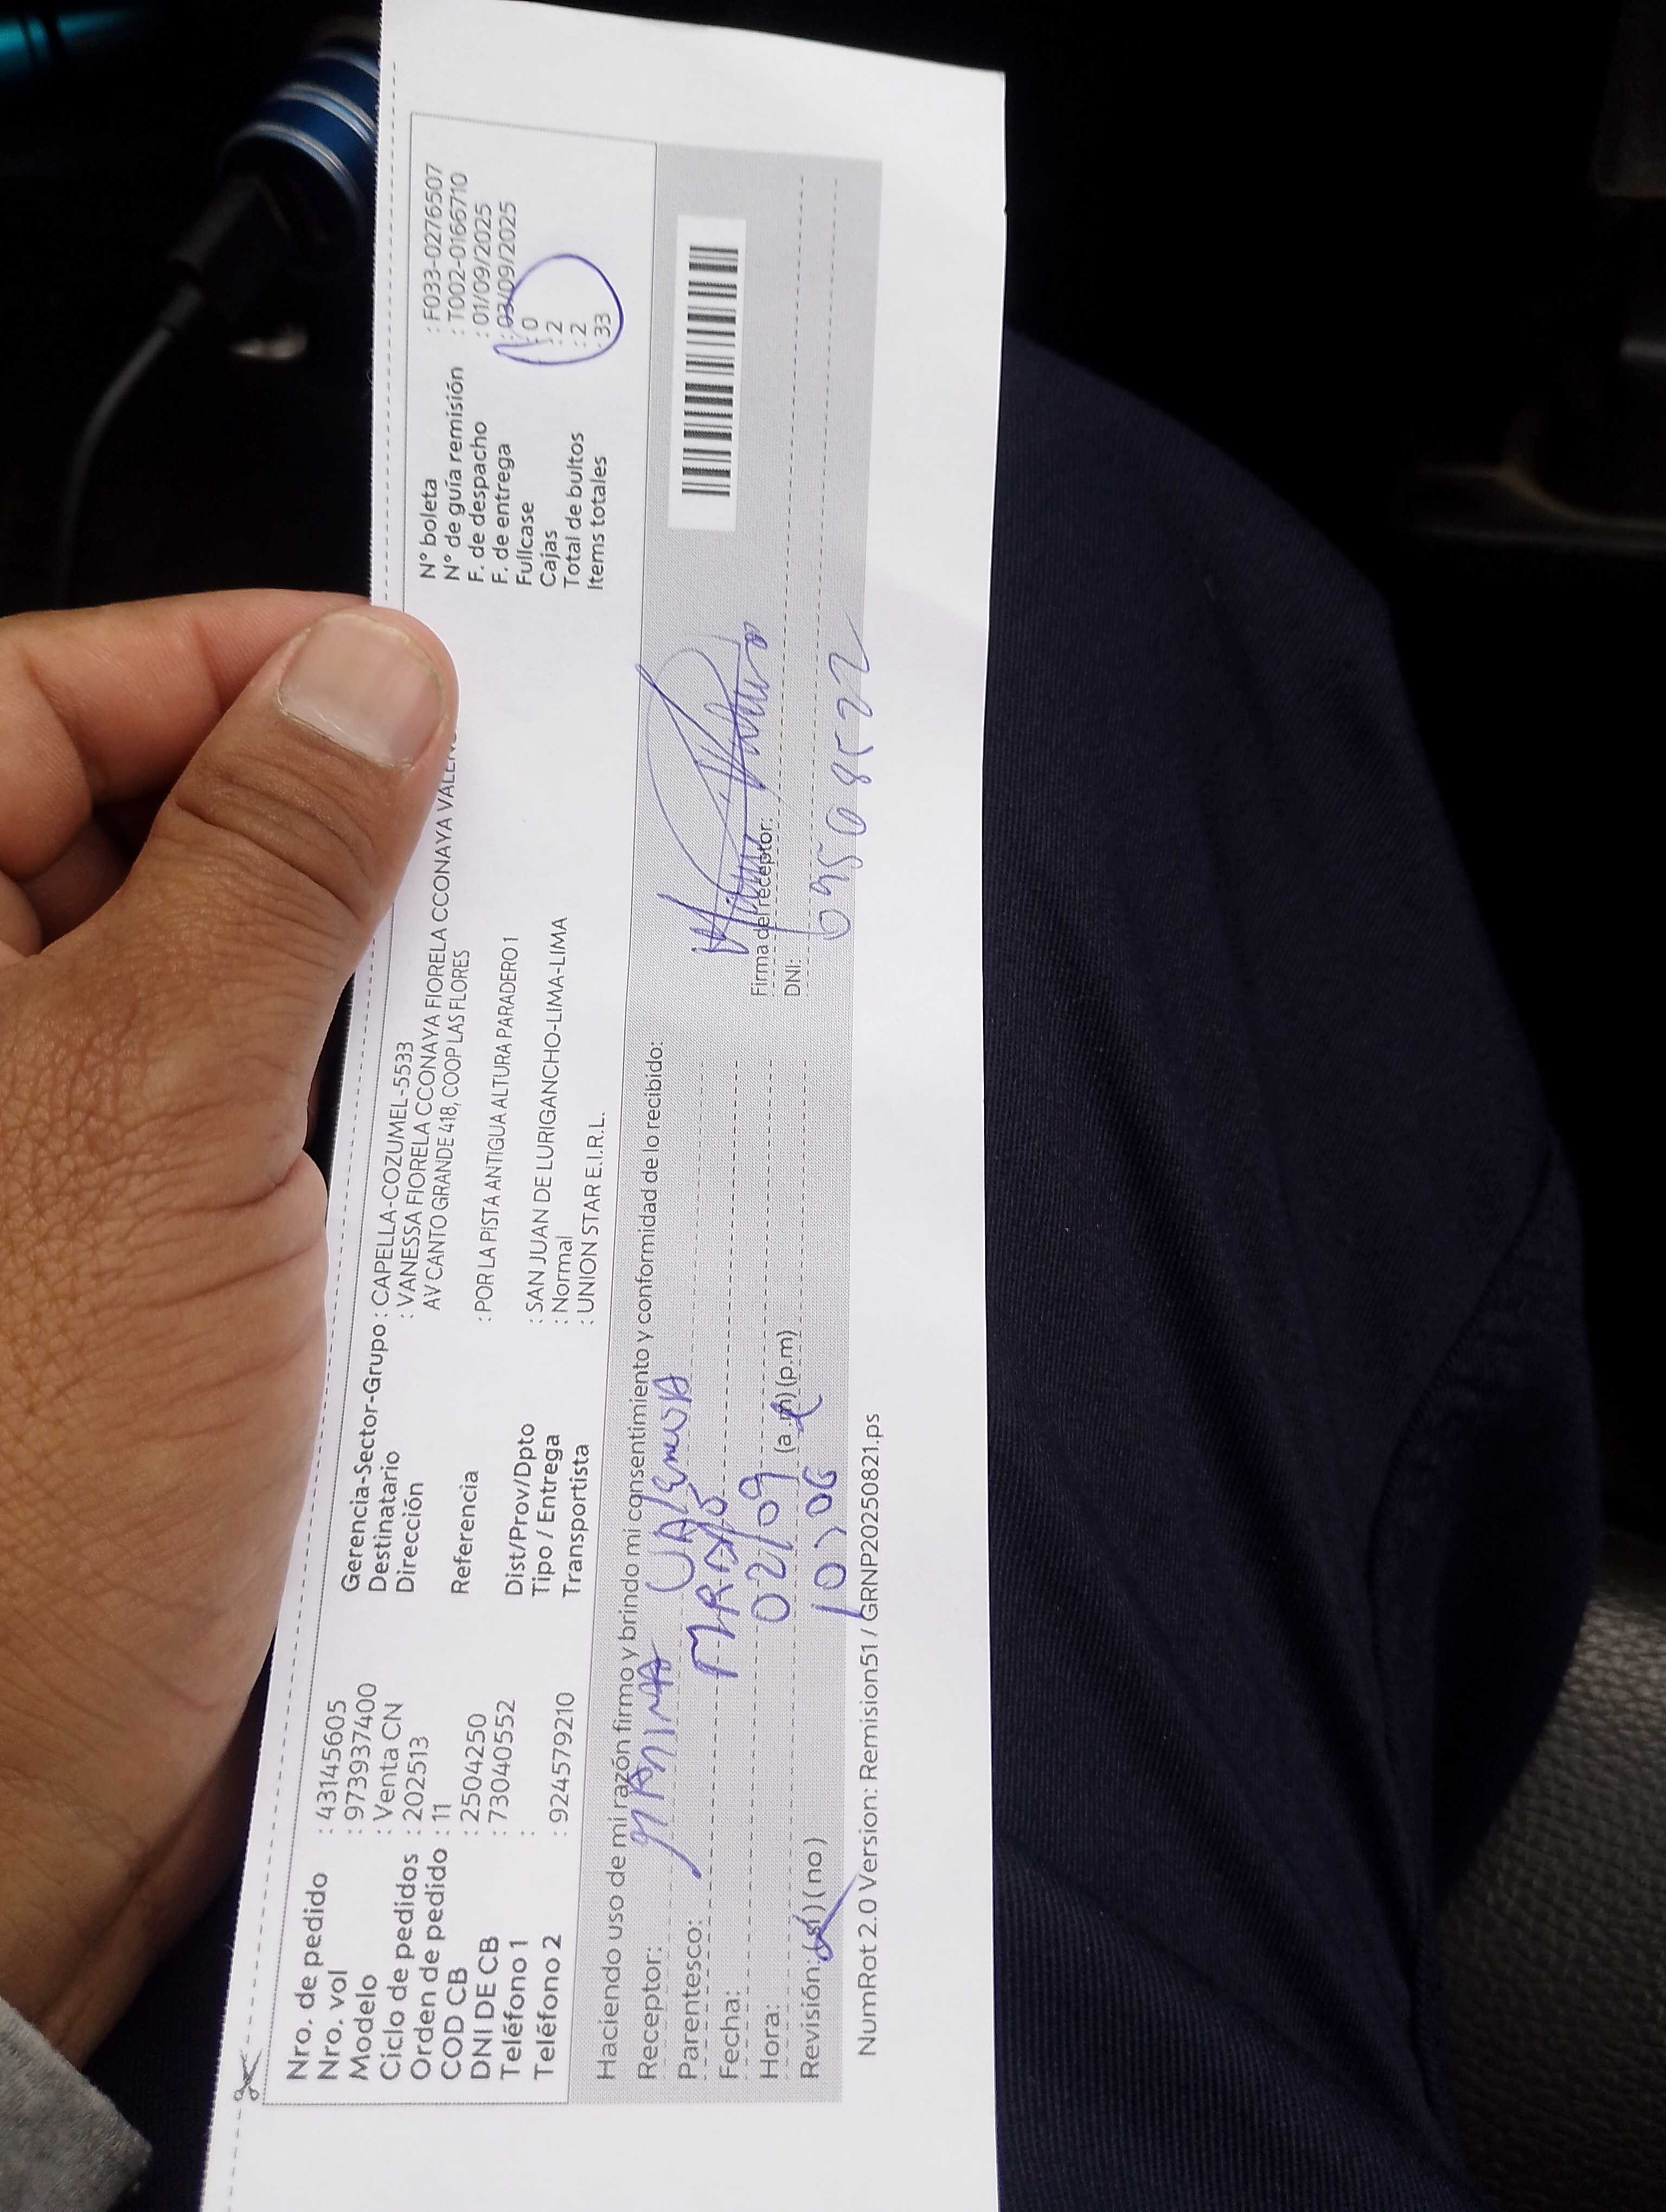 Nro. de pedido : 43145605
Nro. vol : 973937400
Modelo : Venta CN
Ciclo de pedidos : 202513
Orden de pedido : 11
COD CB : 2504250
DNI DE CB : 73040552
Teléfono 1 :
Teléfono 2 : 924579210
Gerencia-Sector-Grupo : CAPELLA-COZUMEL-5533
Destinatario : VANESSA FIORELA CCONAYA FIORELA CCONAYA
Dirección AV CANTO GRANDE 418, COOP LAS FLORES
Referencia : POR LA PISTA ANTIGUA ALTURA PARADERO 1
Dist/Prov/Dpto : SAN JUAN DE LURIGANCHO-LIMA-LIMA
Tipo / Entrega : Normal
Transportista : UNION STAR E.I.R.L.
N° boleta : F033-0276507
N° de guía remisión : T002-0166710
F. de despacho : 01/09/2025
F. de entrega : 03/09/2025
Fullcase : 0
Cajas : 2
Total de bultos : 2
Items totales : 33
Haciendo uso de mi razón firmo y brindo mi consentimiento y conformidad de lo recibido:
Receptor:
Parentesco:
Fecha: 02/09
Hora: 10:06 (a.m) (p.m)
Revisión: (si) (no)
Firma del receptor:
DNI:
NumRot 2.0 Version: Remision51 / GRNP20250821.ps